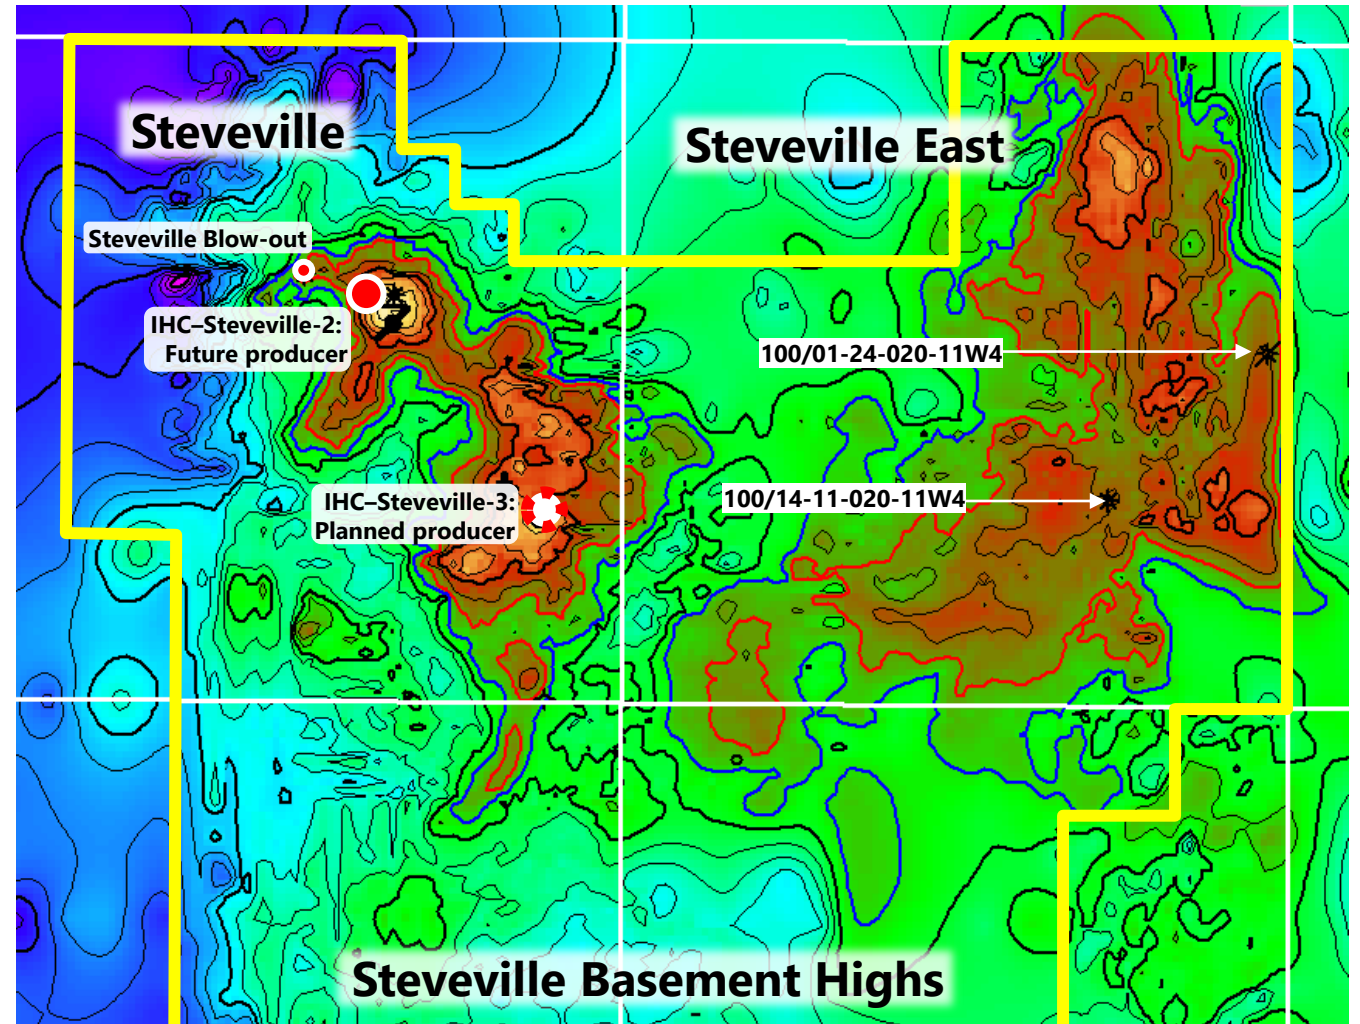 Steveville
Steveville East
Steveville Blow-out
IHC–Steveville-2:
Future producer
100/01-24-020-11W4
IHC–Steveville-3:
Planned producer
100/14-11-020-11W4
Steveville Basement Highs